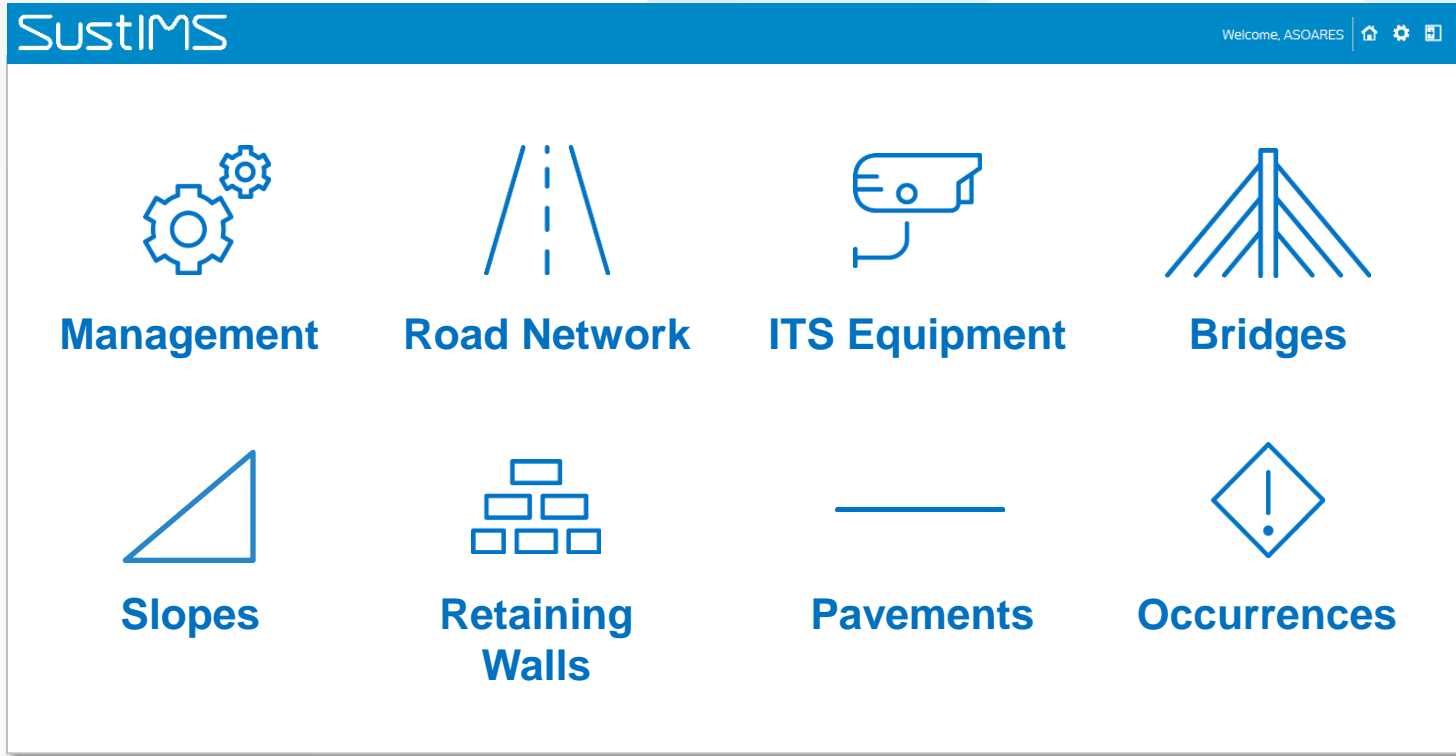 SustIMS
Welcome, ASOARES
Management
Road Network
ITS Equipment
Bridges
Slopes
Retaining
Walls
Pavements
Occurrences